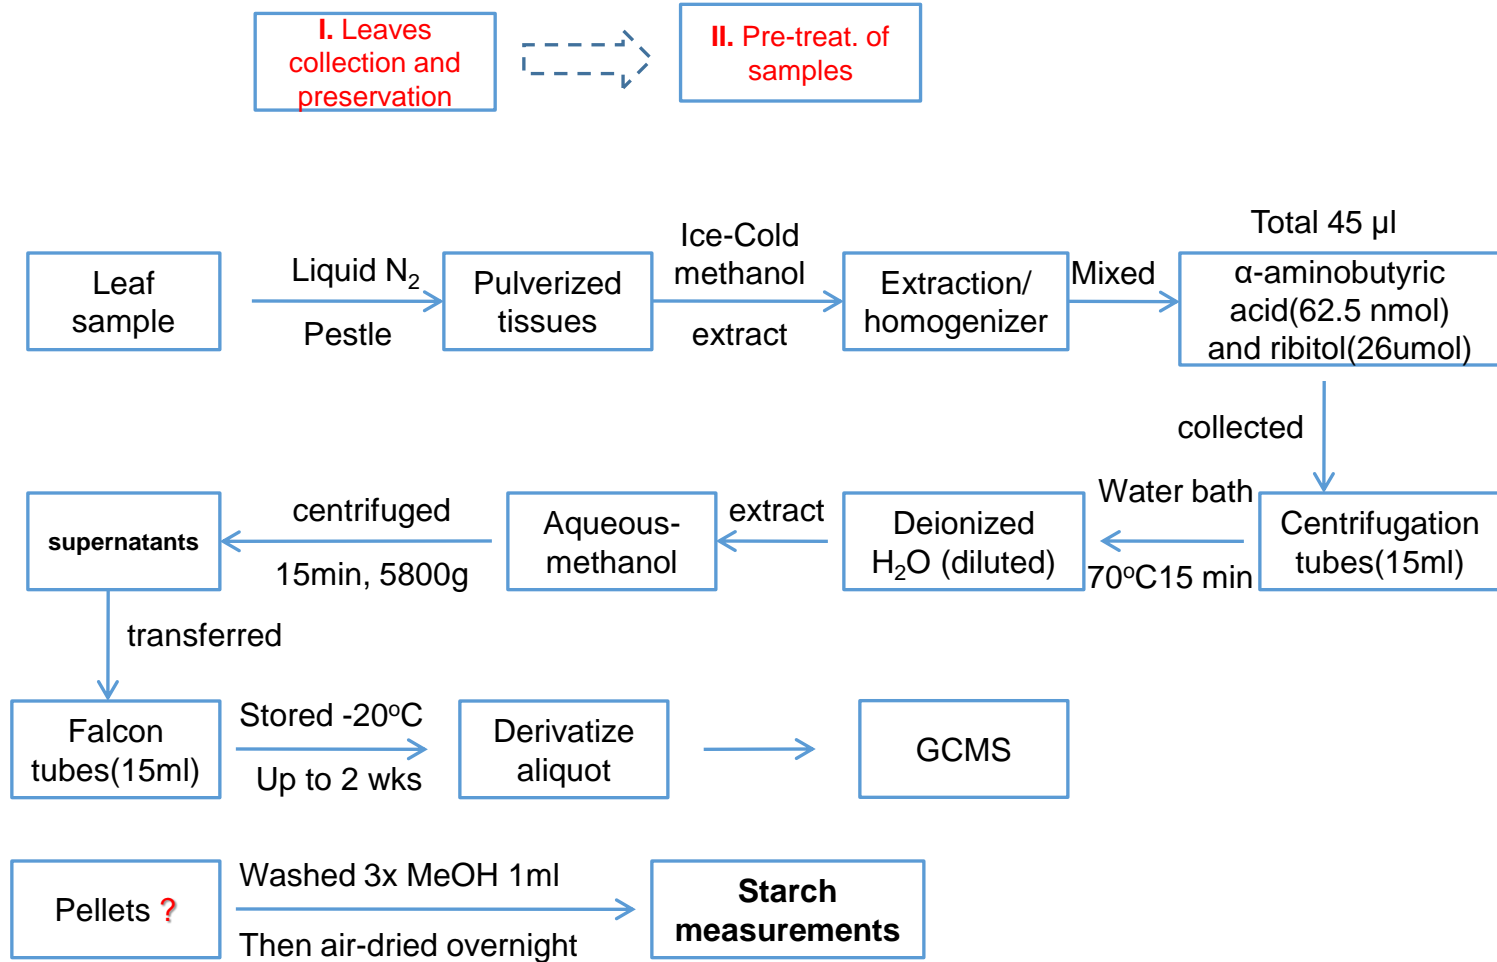 I. Leaves
collection and
preservation
II. Pre-treat. of
samples
Leaf
sample
Liquid N₂
Pestle
Pulverized
tissues
Ice-Cold
methanol
extract
Extraction/
homogenizer
Mixed
Total 45 µl
α-aminobutyric
acid(62.5 nmol)
and ribitol(26umol)
collected
Centrifugation
tubes(15ml)
Water bath
70°C15 min
Deionized
H₂O (diluted)
extract
Aqueous-
methanol
centrifuged
15min, 5800g
supernatants
transferred
Falcon
tubes(15ml)
Stored -20°C
Up to 2 wks
Derivatize
aliquot
GCMS
Pellets ?
Washed 3x MeOH 1ml
Then air-dried overnight
Starch
measurements